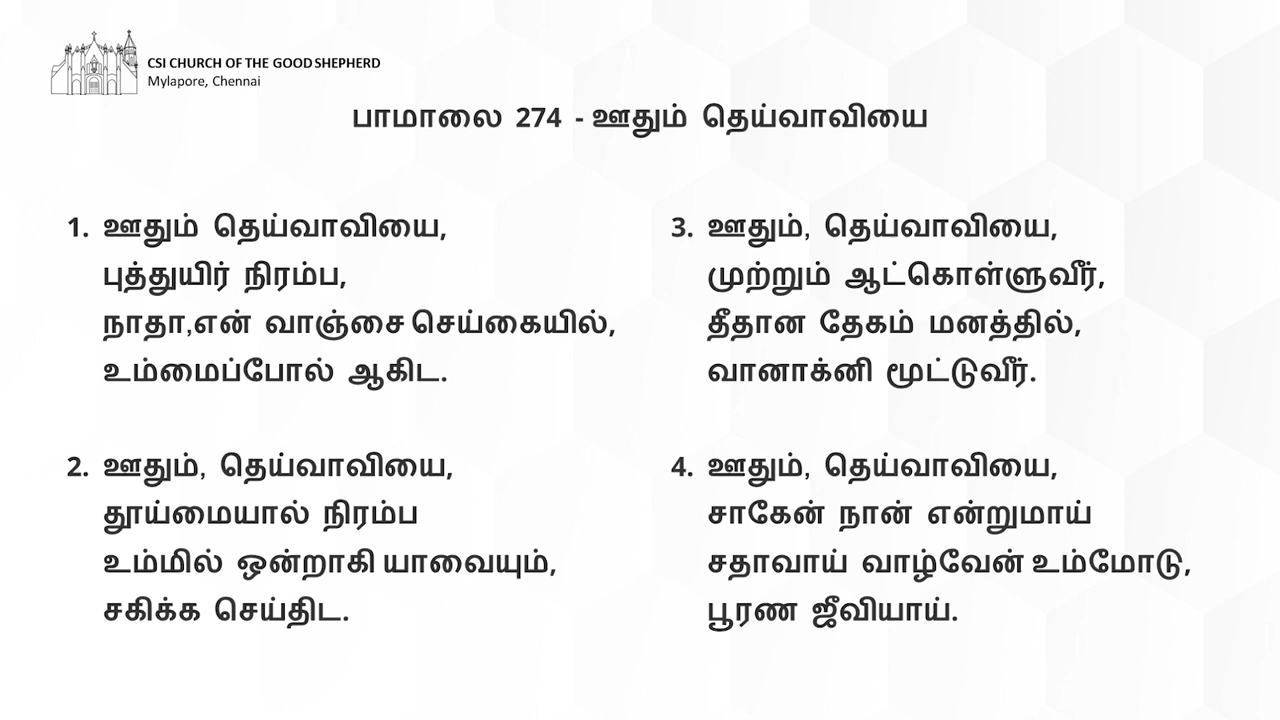 CSI CHURCH OF THE GOOD SHEPHERD
Mylapore, Chennai
பாமாலை 274 - ஊதும் தெய்வாவியை
1. ஊதும் தெய்வாவியை,
புத்துயிர் நிரம்ப,
நாதா,என் வாஞ்சை செய்கையில்,
உம்மைப்போல் ஆகிட.
2. ஊதும், தெய்வாவியை,
தூய்மையால் நிரம்ப
உம்மில் ஒன்றாகி யாவையும்,
சகிக்க செய்திட.
3. ஊதும், தெய்வாவியை,
முற்றும் ஆட்கொள்ளுவீர்,
தீதான தேகம் மனத்தில்,
வானாக்னி மூட்டுவீர்.
4. ஊதும், தெய்வாவியை,
சாகேன் நான் என்றுமாய்
சதாவாய் வாழ்வேன் உம்மோடு,
பூரண ஜீவியாய்.